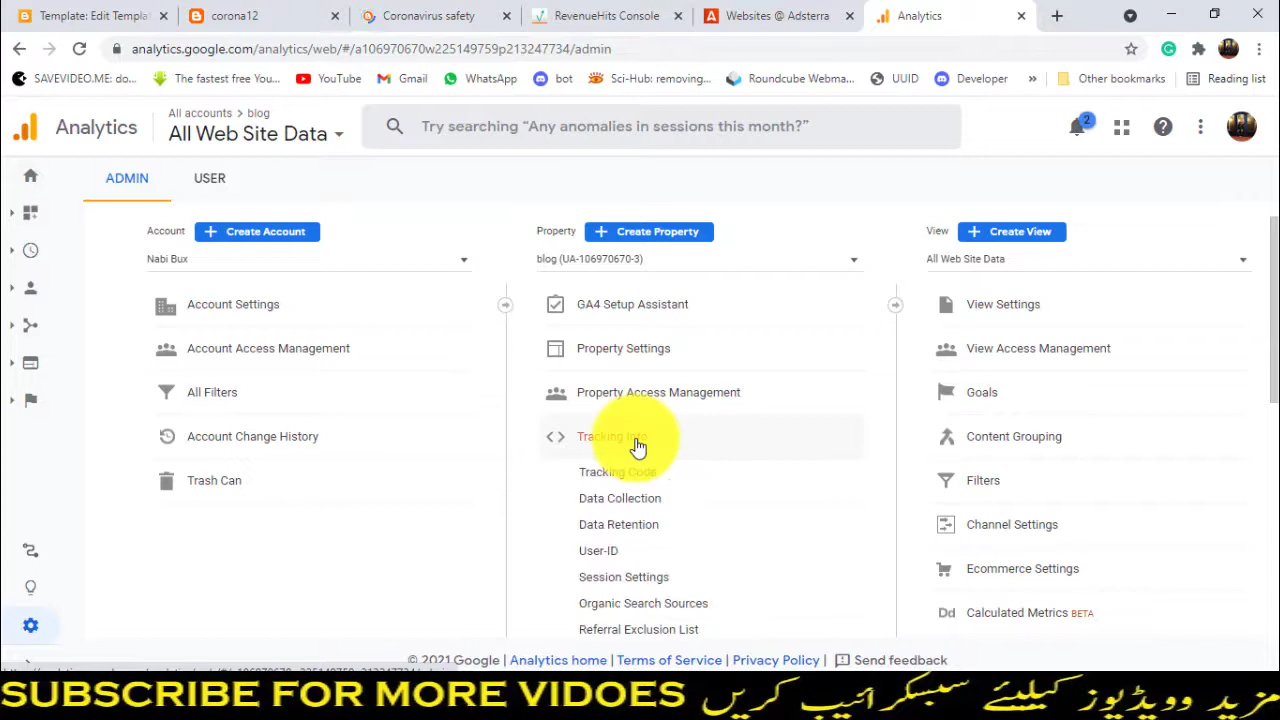 Template: Edit Templat
corona12
Coronavirus safety
RevenueHits Console
Websites @ Adsterra
Analytics
analytics.google.com/analytics/web/#/a106970670w225149759p213247734/admin
SAVEVIDEO.ME: do...
The fastest free You...
YouTube
Gmail
WhatsApp
bot
Sci-Hub: removing...
Roundcube Webma...
UUID
Developer
»
Other bookmarks
Reading list
Analytics
All accounts > blog
All Web Site Data
Try searching “Any anomalies in sessions this month?”
2
ADMIN
USER
Account
+ Create Account
Property
+ Create Property
View
+ Create View
Nabi Bux
blog (UA-106970670-3)
All Web Site Data
Account Settings
Account Access Management
All Filters
Account Change History
Trash Can
GA4 Setup Assistant
Property Settings
Property Access Management
Tracking Info
Tracking Code
Data Collection
Data Retention
User-ID
Session Settings
Organic Search Sources
Referral Exclusion List
View Settings
View Access Management
Goals
Content Grouping
Filters
Channel Settings
Ecommerce Settings
Dd Calculated Metrics BETA
© 2021 Google | Analytics home | Terms of Service | Privacy Policy | Send feedback
SUBSCRIBE FOR MORE VIDOES مزید وویڈیوز کیلیئے سبسکرائیب کریں